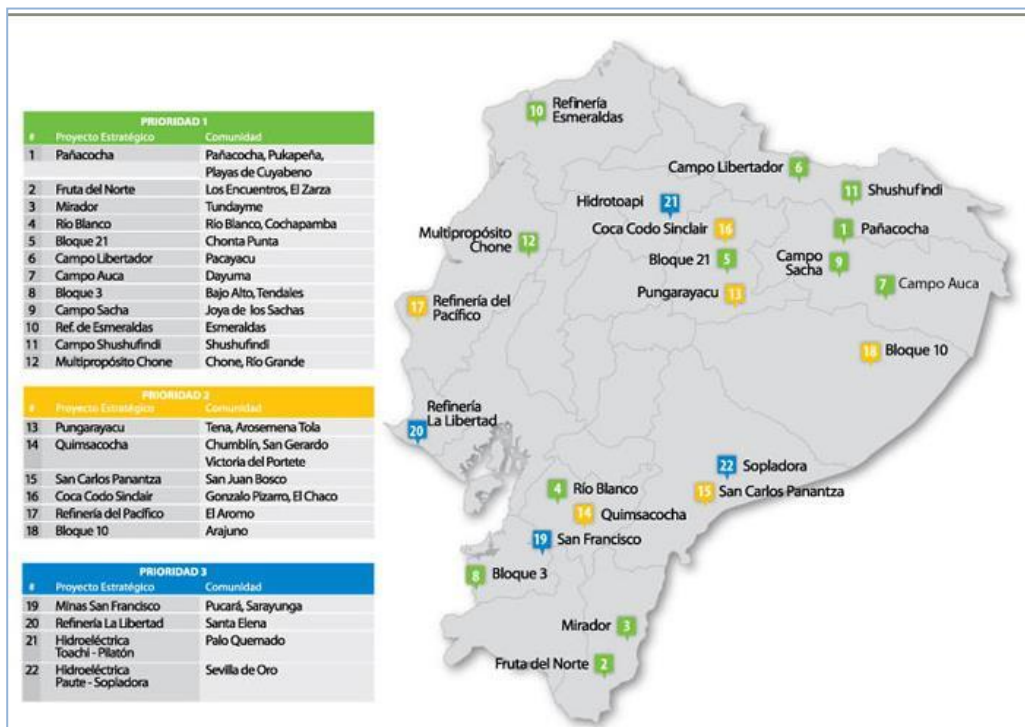 PRIORIDAD 1
# Proyecto Estratégico Comunidad
1 Pañacocha Pañacocha, Pukapeña,
Playas de Cuyabeno
2 Fruta del Norte Los Encuentros, El Zarza
3 Mirador Tundayme
4 Río Blanco Río Blanco, Cochapamba
5 Bloque 21 Chonta Punta
6 Campo Libertador Pacayacu
7 Campo Auca Dayuma
8 Bloque 3 Bajo Alto, Tendales
9 Campo Sacha Joya de los Sachas
10 Ref. de Esmeraldas Esmeraldas
11 Campo Shushufindi Shushufindi
12 Multipropósito Chone Chone, Río Grande
PRIORIDAD 2
# Proyecto Estratégico Comunidad
13 Pungarayacu Tena, Arosemena Tola
14 Quimsacocha Chumblín, San Gerardo
Victoria del Portete
15 San Carlos Panantza San Juan Bosco
16 Coca Codo Sinclair Gonzalo Pizarro, El Chaco
17 Refinería del Pacífico El Aromo
18 Bloque 10 Arajuno
PRIORIDAD 3
# Proyecto Estratégico Comunidad
19 Minas San Francisco Pucará, Sarayunga
20 Refinería La Libertad Santa Elena
21 Hidroeléctrica Palo Quemado
Toachi - Pilatón
22 Hidroeléctrica Sevilla de Oro
Paute - Sopladora
10 Refinería
Esmeraldas
Campo Libertador 6
11 Shushufindi
Hidrotoapi 21
Coca Codo Sinclair 16
1 Pañacocha
Multipropósito
Chone 12
Bloque 21 5
Campo
Sacha 9
7 Campo Auca
Pungarayacu 13
17 Refinería del
Pacífico
18 Bloque 10
Refinería
La Libertad
20
22 Sopladora
4 Río Blanco
15 San Carlos Panantza
14 Quimsacocha
19 San Francisco
8 Bloque 3
Mirador 3
Fruta del Norte 2